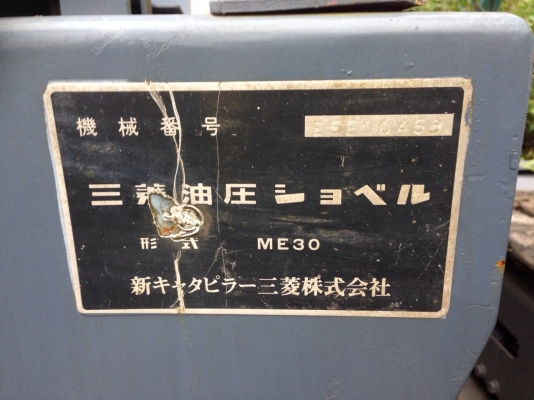 機械番号
三菱油圧ショベル
形式 ME30
新キャタピラー三菱株式会社